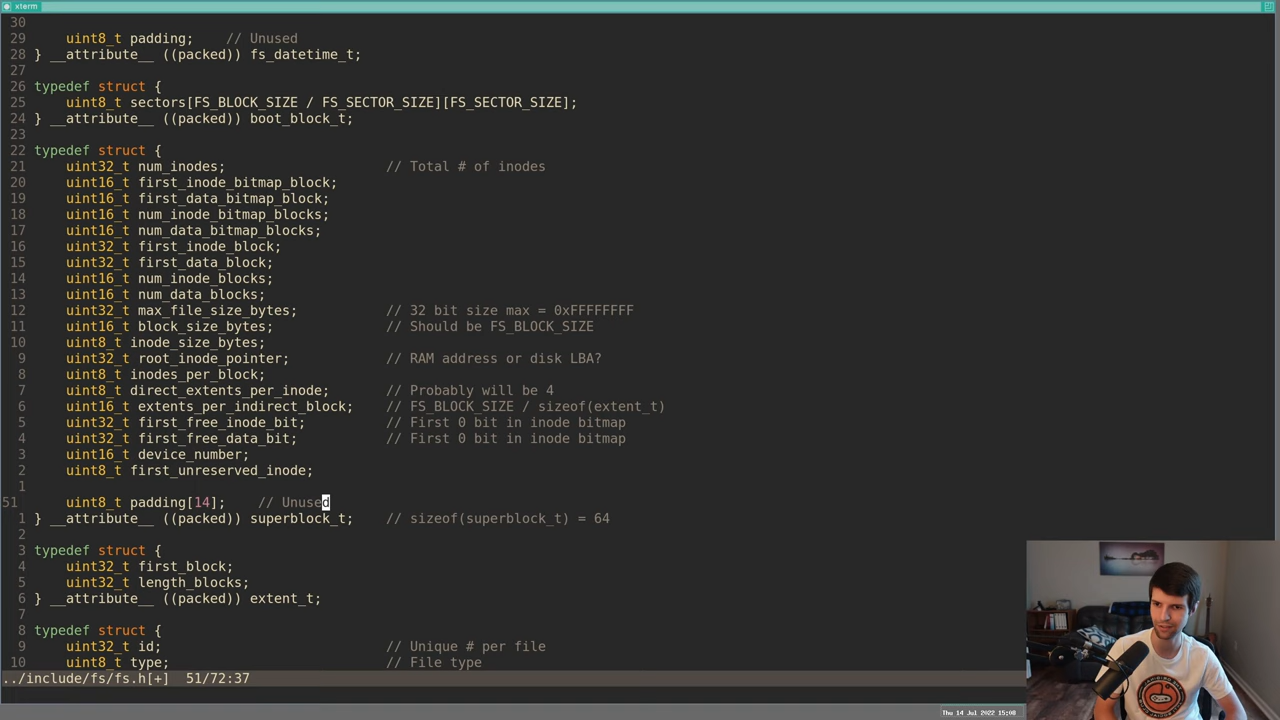 xterm
30
29 uint8_t padding; // Unused
28 } __attribute__ ((packed)) fs_datetime_t;
27
26 typedef struct {
25 uint8_t sectors[FS_BLOCK_SIZE / FS_SECTOR_SIZE][FS_SECTOR_SIZE];
24 } __attribute__ ((packed)) boot_block_t;
23
22 typedef struct {
21 uint32_t num_inodes; // Total # of inodes
20 uint16_t first_inode_bitmap_block;
19 uint16_t first_data_bitmap_block;
18 uint16_t num_inode_bitmap_blocks;
17 uint16_t num_data_bitmap_blocks;
16 uint32_t first_inode_block;
15 uint32_t first_data_block;
14 uint16_t num_inode_blocks;
13 uint16_t num_data_blocks;
12 uint32_t max_file_size_bytes; // 32 bit size max = 0xFFFFFFFF
11 uint16_t block_size_bytes; // Should be FS_BLOCK_SIZE
10 uint8_t inode_size_bytes;
9 uint32_t root_inode_pointer; // RAM address or disk LBA?
8 uint8_t inodes_per_block;
7 uint8_t direct_extents_per_inode; // Probably will be 4
6 uint16_t extents_per_indirect_block; // FS_BLOCK_SIZE / sizeof(extent_t)
5 uint32_t first_free_inode_bit; // First 0 bit in inode bitmap
4 uint32_t first_free_data_bit; // First 0 bit in inode bitmap
3 uint16_t device_number;
2 uint8_t first_unreserved_inode;
1
51 uint8_t padding[14]; // Unused
1 } __attribute__ ((packed)) superblock_t; // sizeof(superblock_t) = 64
2
3 typedef struct {
4 uint32_t first_block;
5 uint32_t length_blocks;
6 } __attribute__ ((packed)) extent_t;
7
8 typedef struct {
9 uint32_t id; // Unique # per file
10 uint8_t type; // File type
../include/fs/fs.h[+] 51/72:37
Thu 14 Jul 2022 15:08